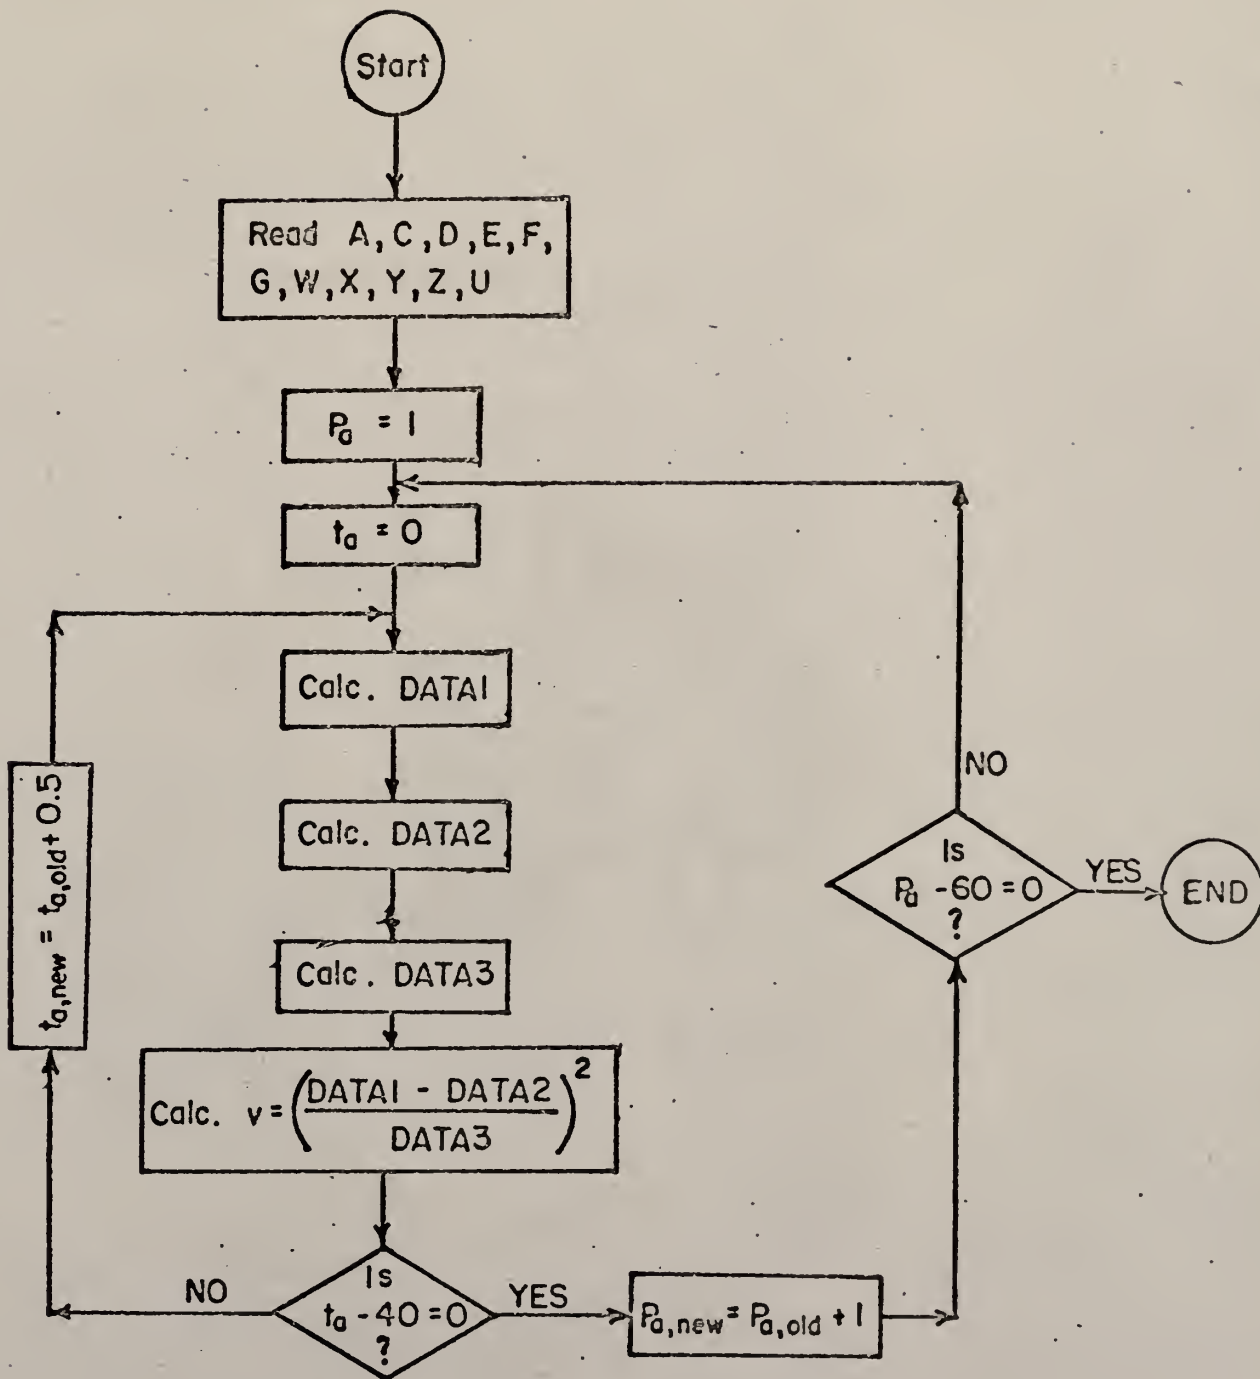 Start
Read A, C, D, E, F,
G, W, X, Y, Z, U
Pa = 1
ta = 0
Calc. DATA1
Calc. DATA2
Calc. DATA3
Calc. v = ( DATA1 - DATA2
DATA3 )2
Is
ta - 40 = 0
?
NO
ta,new = ta,old + 0.5
YES
Pa,new = Pa,old + 1
Is
Pa - 60 = 0
?
NO
YES
END